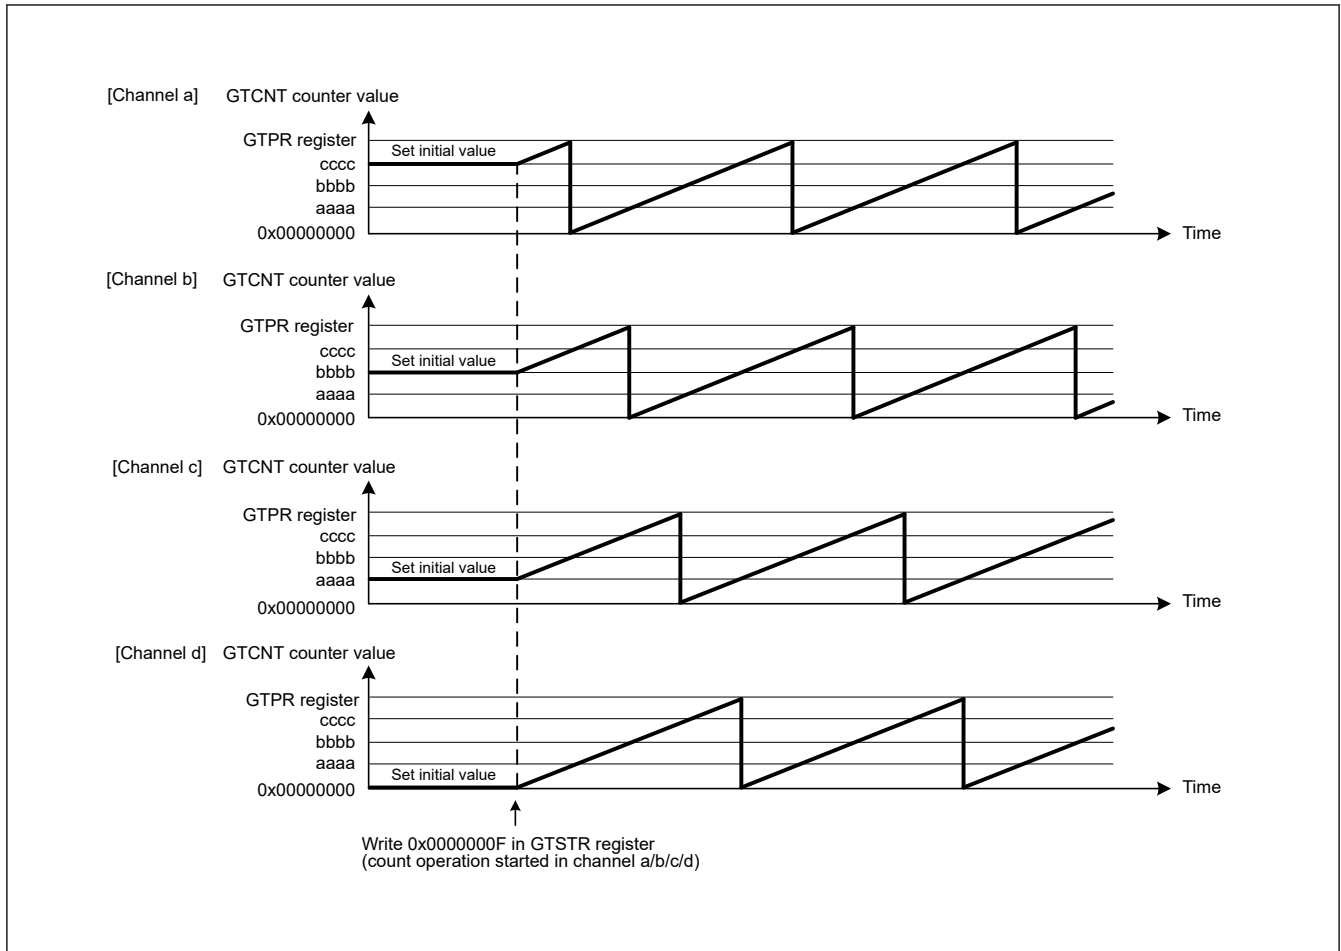 [Channel a] GTCNT counter value
GTPR register
Set initial value
cccc
bbbb
aaaa
0x00000000
Time
[Channel b] GTCNT counter value
GTPR register
cccc
Set initial value
bbbb
aaaa
0x00000000
Time
[Channel c] GTCNT counter value
GTPR register
cccc
bbbb
Set initial value
aaaa
0x00000000
Time
[Channel d] GTCNT counter value
GTPR register
cccc
bbbb
aaaa
Set initial value
0x00000000
Time
Write 0x0000000F in GTSTR register
(count operation started in channel a/b/c/d)